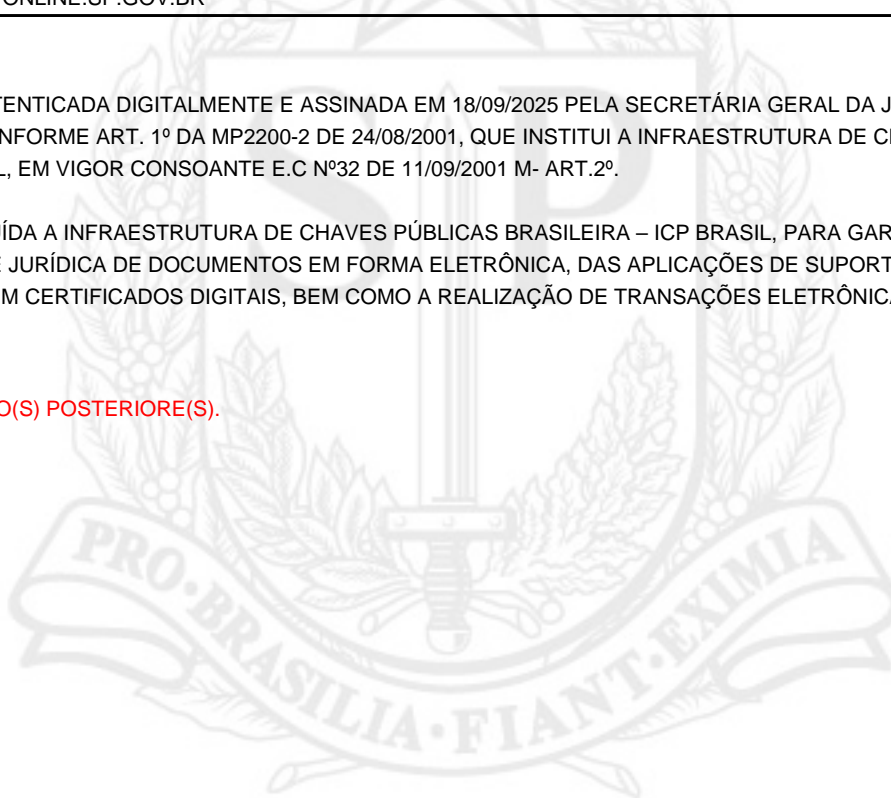 ONLINE.SP.GOV.BR
TENTICADA DIGITALMENTE E ASSINADA EM 18/09/2025 PELA SECRETÁRIA GERAL DA J
NFORME ART. 1º DA MP2200-2 DE 24/08/2001, QUE INSTITUI A INFRAESTRUTURA DE C
L, EM VIGOR CONSOANTE E.C Nº32 DE 11/09/2001 M- ART.2º.
ÍDA A INFRAESTRUTURA DE CHAVES PÚBLICAS BRASILEIRA – ICP BRASIL, PARA GAR
E JURÍDICA DE DOCUMENTOS EM FORMA ELETRÔNICA, DAS APLICAÇÕES DE SUPORT
M CERTIFICADOS DIGITAIS, BEM COMO A REALIZAÇÃO DE TRANSAÇÕES ELETRÔNICA
O(S) POSTERIORE(S).
SP
PRO·BRASILIA·FIANT·EXIMIA